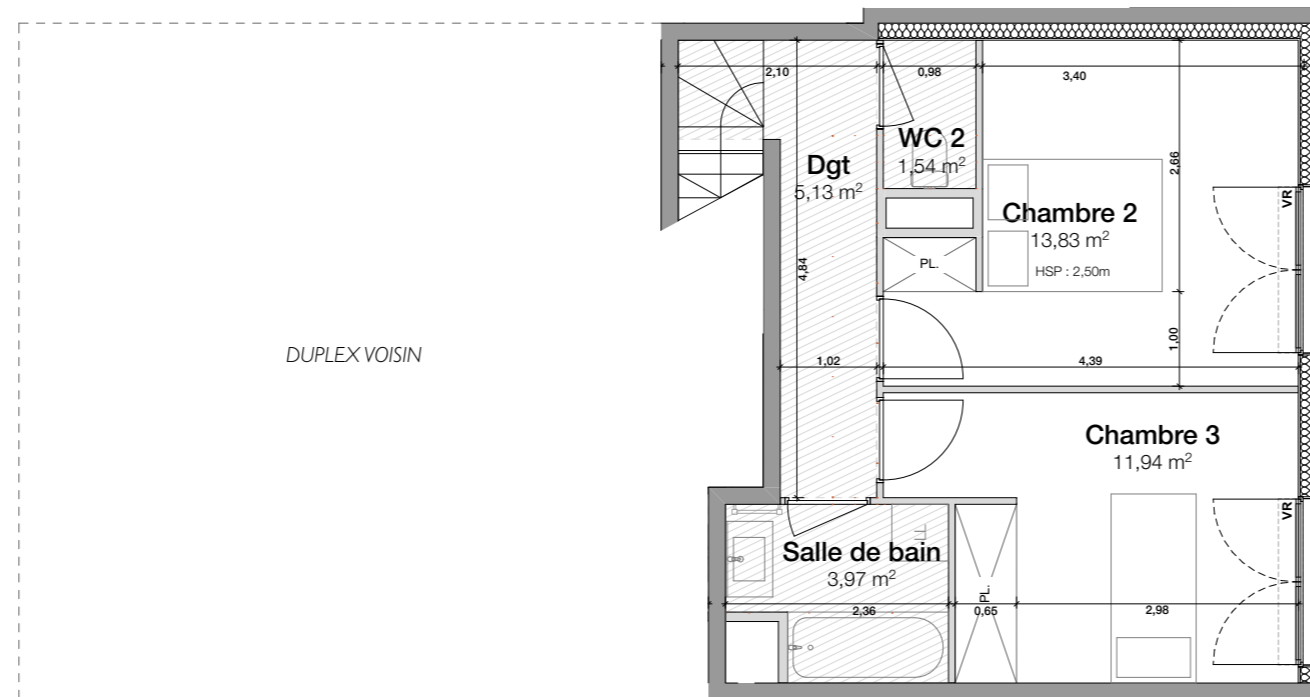 2,10
0,98
3,40
WC 2
1,54 m²
Dgt
5,13 m²
2,66
VR
Chambre 2
13,83 m²
HSP : 2,50m
PL.
4,84
1,00
DUPLEX VOISIN
1,02
4,39
Chambre 3
11,94 m²
VR
LL
Salle de bain
3,97 m²
PL.
2,36
0,65
2,98